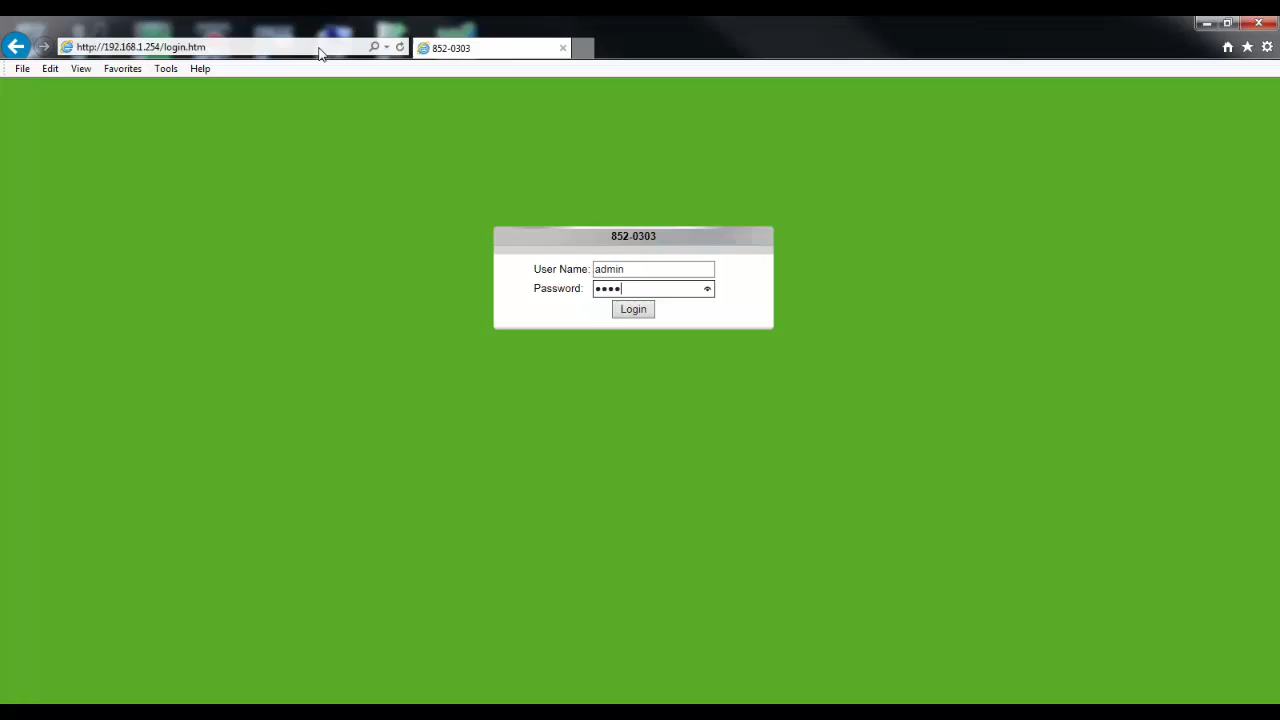 http://192.168.1.254/login.htm
852-0303
File Edit View Favorites Tools Help
852-0303
User Name: admin
Password: ••••
Login